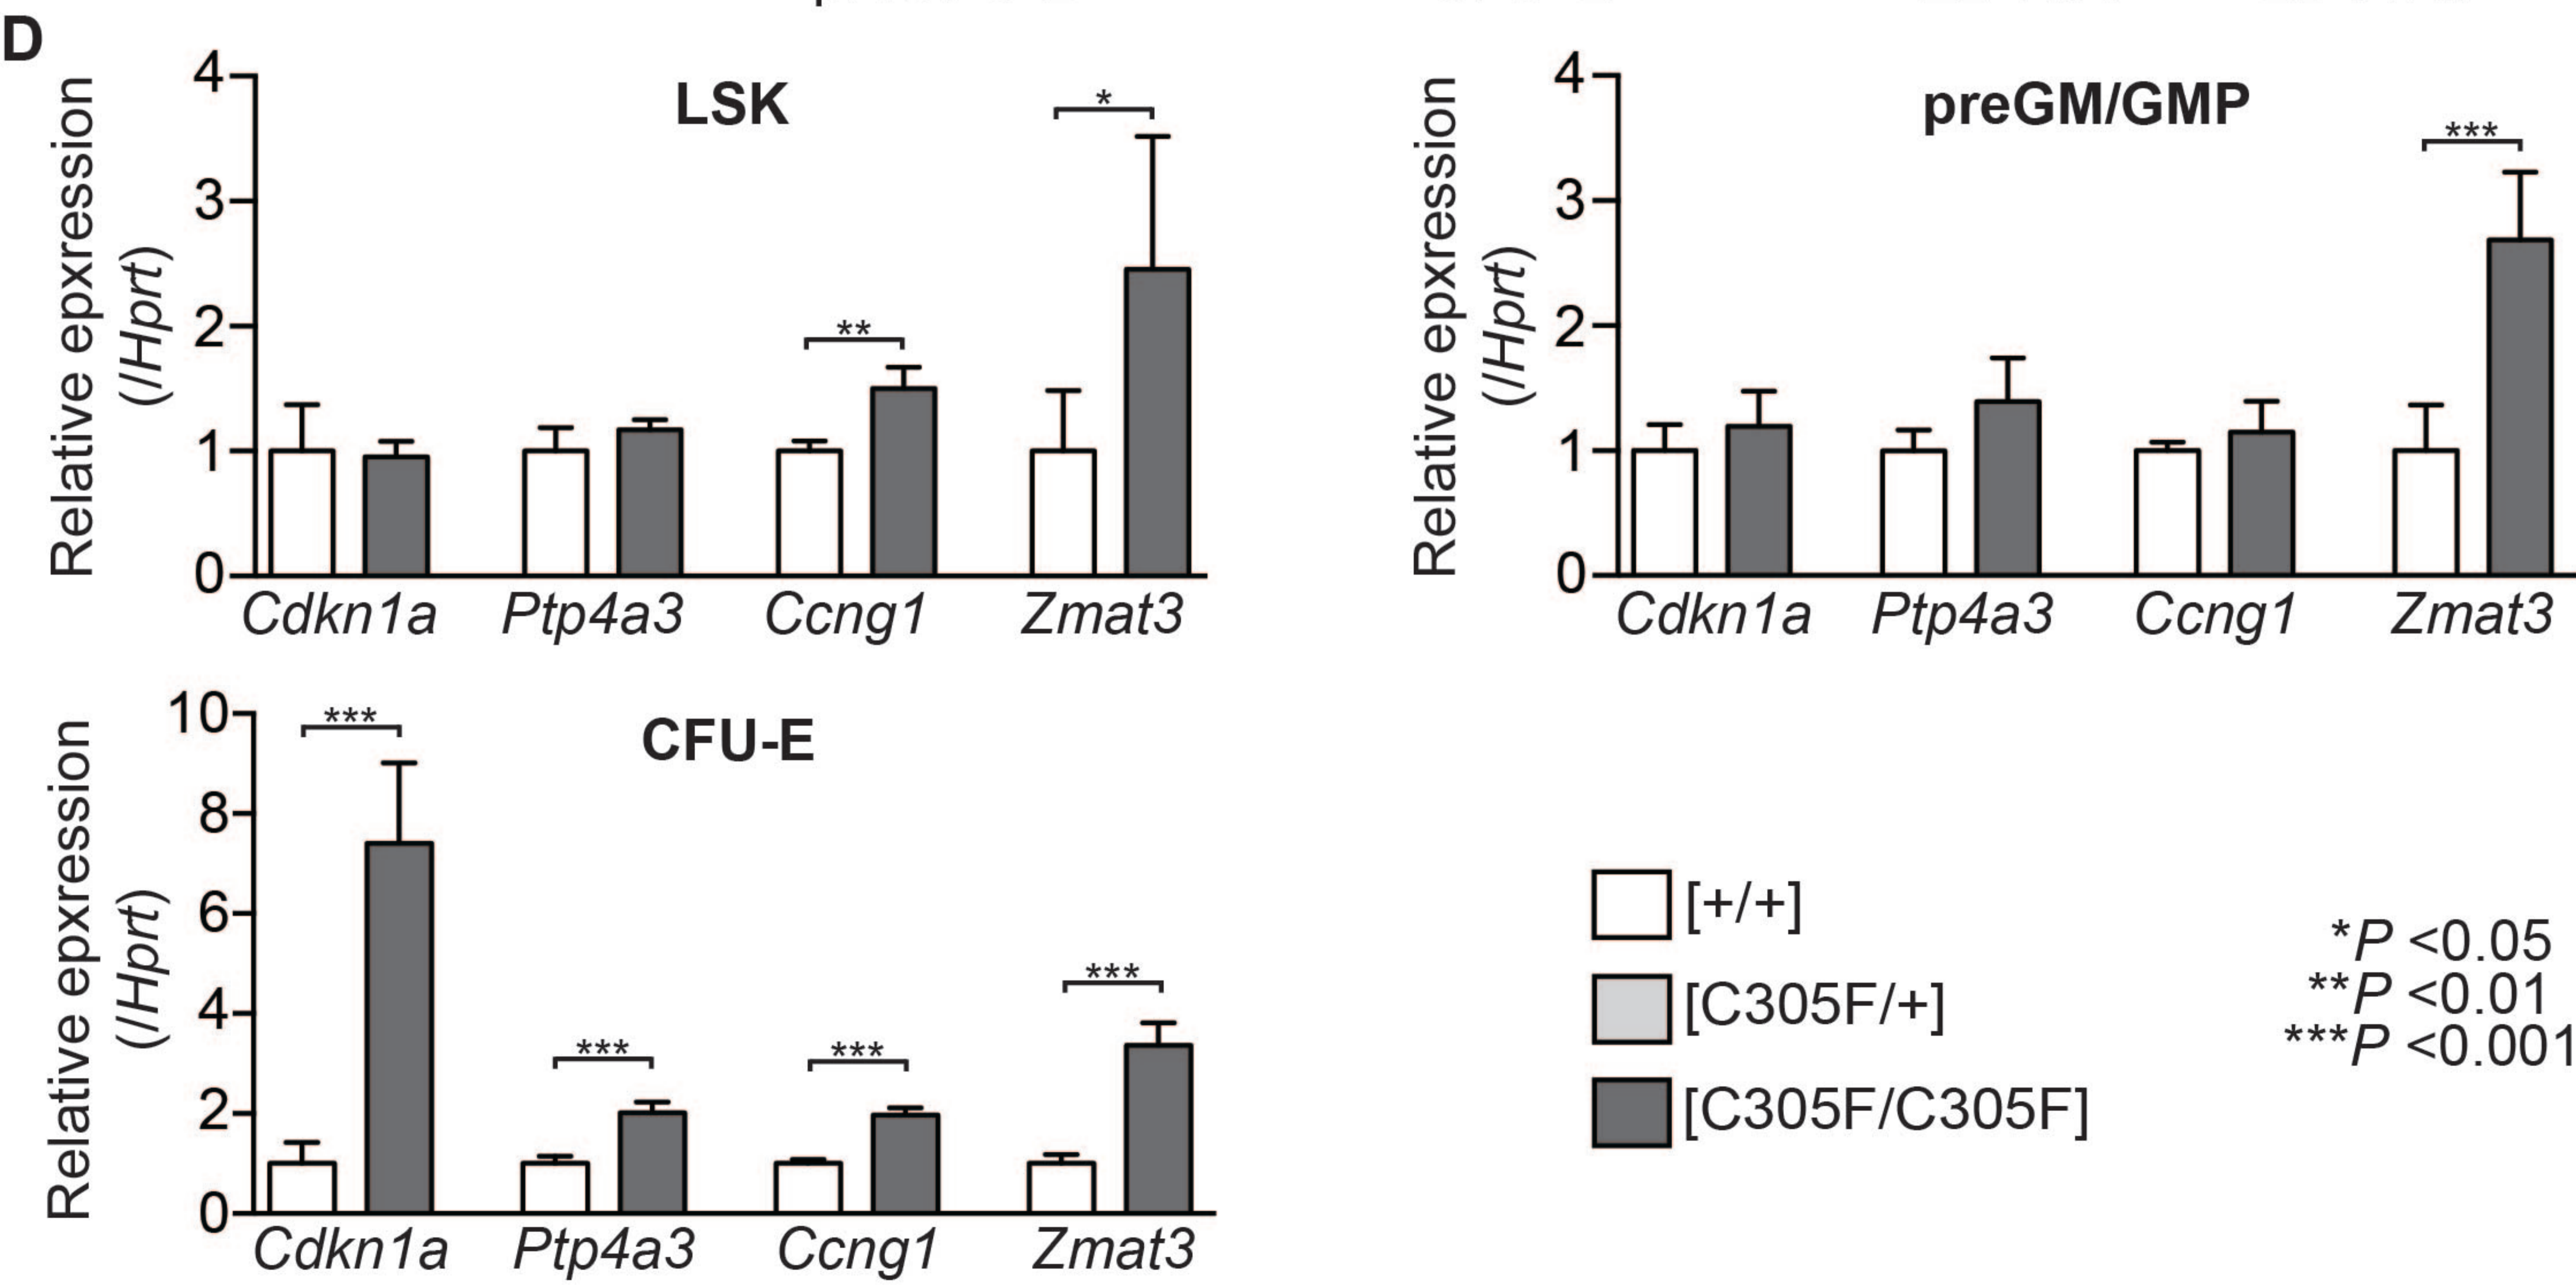 D
LSK
Relative epxression
(/Hprt)
4
3
2
1
0
*
**
Cdkn1a Ptp4a3 Ccng1 Zmat3
preGM/GMP
Relative epxression
(/Hprt)
4
3
2
1
0
***
Cdkn1a Ptp4a3 Ccng1 Zmat3
CFU-E
Relative epxression
(/Hprt)
10
8
6
4
2
0
***
***
***
***
Cdkn1a Ptp4a3 Ccng1 Zmat3
[+/+]
[C305F/+]
[C305F/C305F]
*P <0.05
**P <0.01
***P <0.001